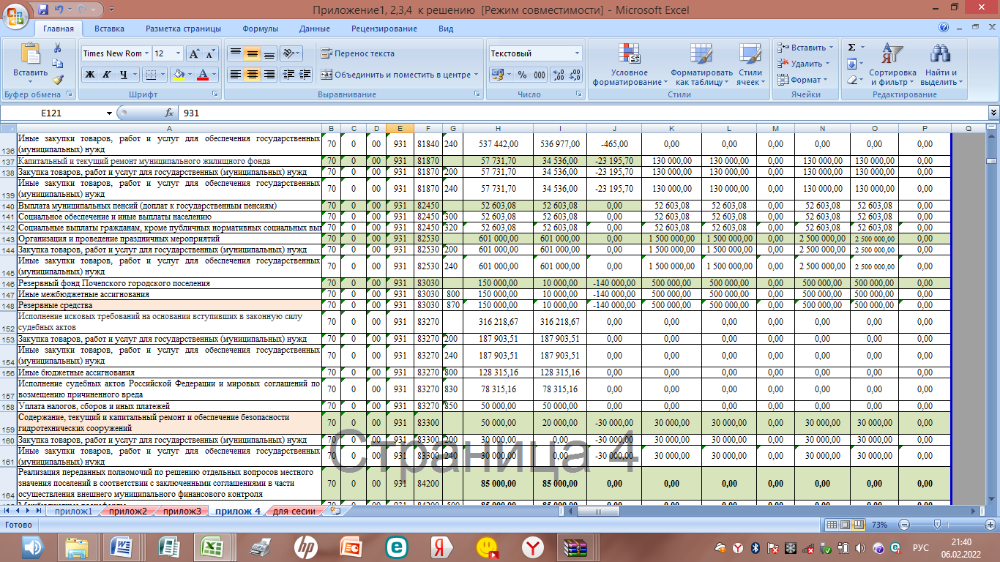 Приложение1, 2,3,4 к решению [Режим совместимости] - Microsoft Excel
Главная Вставка Разметка страницы Формулы Данные Рецензирование Вид
Вставить Times New Rom 12 Перенос текста Текстовый Условное форматирование Форматировать как таблицу Стили ячеек Вставить Сортировка и фильтр Найти и выделить
Ж К Ч Объединить и поместить в центре % 000 Удалить
Формат
Буфер обмена Шрифт Выравнивание Число Стили Ячейки Редактирование
E121 fx 931
A B C D E F G H I J K L M N O P Q
136 Иные закупки товаров, работ и услуг для обеспечения государственных (муниципальных) нужд 70 0 00 931 81840 240 537 442,00 536 977,00 -465,00 0,00 0,00 0,00 0,00 0,00 0,00
137 Капитальный и текущий ремонт муниципального жилищного фонда 70 0 00 931 81870 57 731,70 34 536,00 -23 195,70 130 000,00 130 000,00 0,00 130 000,00 130 000,00 0,00
138 Закупка товаров, работ и услуг для государственных (муниципальных) нужд 70 0 00 931 81870 200 57 731,70 34 536,00 -23 195,70 130 000,00 130 000,00 0,00 130 000,00 130 000,00 0,00
139 Иные закупки товаров, работ и услуг для обеспечения государственных (муниципальных) нужд 70 0 00 931 81870 240 57 731,70 34 536,00 -23 195,70 130 000,00 130 000,00 0,00 130 000,00 130 000,00 0,00
140 Выплата муниципальных пенсий (доплат к государственным пенсиям) 70 0 00 931 82450 52 603,08 52 603,08 0,00 52 603,08 52 603,08 0,00 52 603,08 52 603,08 0,00
141 Социальное обеспечение и иные выплаты населению 70 0 00 931 82450 300 52 603,08 52 603,08 0,00 52 603,08 52 603,08 0,00 52 603,08 52 603,08 0,00
142 Социальные выплаты гражданам, кроме публичных нормативных социальных 70 0 00 931 82450 320 52 603,08 52 603,08 0,00 52 603,08 52 603,08 0,00 52 603,08 52 603,08 0,00
143 Организация и проведение праздничных мероприятий 70 0 00 931 82530 601 000,00 601 000,00 0,00 1 500 000,00 1 500 000,00 0,00 2 500 000,00 2 500 000,00 0,00
144 Закупка товаров, работ и услуг для государственных (муниципальных) нужд 70 0 00 931 82530 200 601 000,00 601 000,00 0,00 1 500 000,00 1 500 000,00 0,00 2 500 000,00 2 500 000,00 0,00
145 Иные закупки товаров, работ и услуг для обеспечения государственных (муниципальных) нужд 70 0 00 931 82530 240 601 000,00 601 000,00 0,00 1 500 000,00 1 500 000,00 0,00 2 500 000,00 2 500 000,00 0,00
146 Резервный фонд Почепского городского поселения 70 0 00 931 83030 150 000,00 10 000,00 -140 000,00 500 000,00 500 000,00 0,00 500 000,00 500 000,00 0,00
147 Иные межбюджетные ассигнования 70 0 00 931 83030 800 150 000,00 10 000,00 -140 000,00 500 000,00 500 000,00 0,00 500 000,00 500 000,00 0,00
148 Резервные средства 70 0 00 931 83030 870 150 000,00 10 000,00 -140 000,00 500 000,00 500 000,00 0,00 500 000,00 500 000,00 0,00
152 Исполнение исковых требований на основании вступивших в законную силу судебных актов 70 0 00 931 83270 316 218,67 316 218,67 0,00 0,00 0,00 0,00 0,00 0,00 0,00
153 Закупка товаров, работ и услуг для государственных (муниципальных) нужд 70 0 00 931 83270 200 187 903,51 187 903,51 0,00 0,00 0,00 0,00 0,00 0,00 0,00
154 Иные закупки товаров, работ и услуг для обеспечения государственных (муниципальных) нужд 70 0 00 931 83270 240 187 903,51 187 903,51 0,00 0,00 0,00 0,00 0,00 0,00 0,00
156 Иные бюджетные ассигнования 70 0 00 931 83270 800 128 315,16 128 315,16 0,00 0,00 0,00 0,00 0,00 0,00 0,00
157 Исполнение судебных актов Российской Федерации и мировых соглашений по возмещению причиненного вреда 70 0 00 931 83270 830 78 315,16 78 315,16 0,00 0,00 0,00 0,00 0,00 0,00 0,00
158 Уплата налогов, сборов и иных платежей 70 0 00 931 83270 850 50 000,00 50 000,00 0,00 0,00 0,00 0,00 0,00 0,00 0,00
159 Содержание, текущий и капитальный ремонт и обеспечение безопасности гидротехнических сооружений 70 0 00 931 83300 50 000,00 20 000,00 -30 000,00 30 000,00 30 000,00 0,00 30 000,00 30 000,00 0,00
160 Закупка товаров, работ и услуг для государственных (муниципальных) нужд 70 0 00 931 83300 200 30 000,00 0,00 -30 000,00 30 000,00 30 000,00 0,00 30 000,00 30 000,00 0,00
161 Иные закупки товаров, работ и услуг для обеспечения государственных (муниципальных) нужд 70 0 00 931 83300 240 30 000,00 0,00 -30 000,00 30 000,00 30 000,00 0,00 30 000,00 30 000,00 0,00
Страница 4
164 Реализация переданных полномочий по решению отдельных вопросов местного значения поселений в соответствии с заключенными соглашениями в части осуществления внешнего муниципального финансового контроля 70 0 00 931 84200 85 000,00 85 000,00 0,00 0,00 0,00 0,00 0,00 0,00 0,00
прилож1 прилож2 прилож3 прилож 4 для сесии
Готово 73%
РУС 21:40
06.02.2022